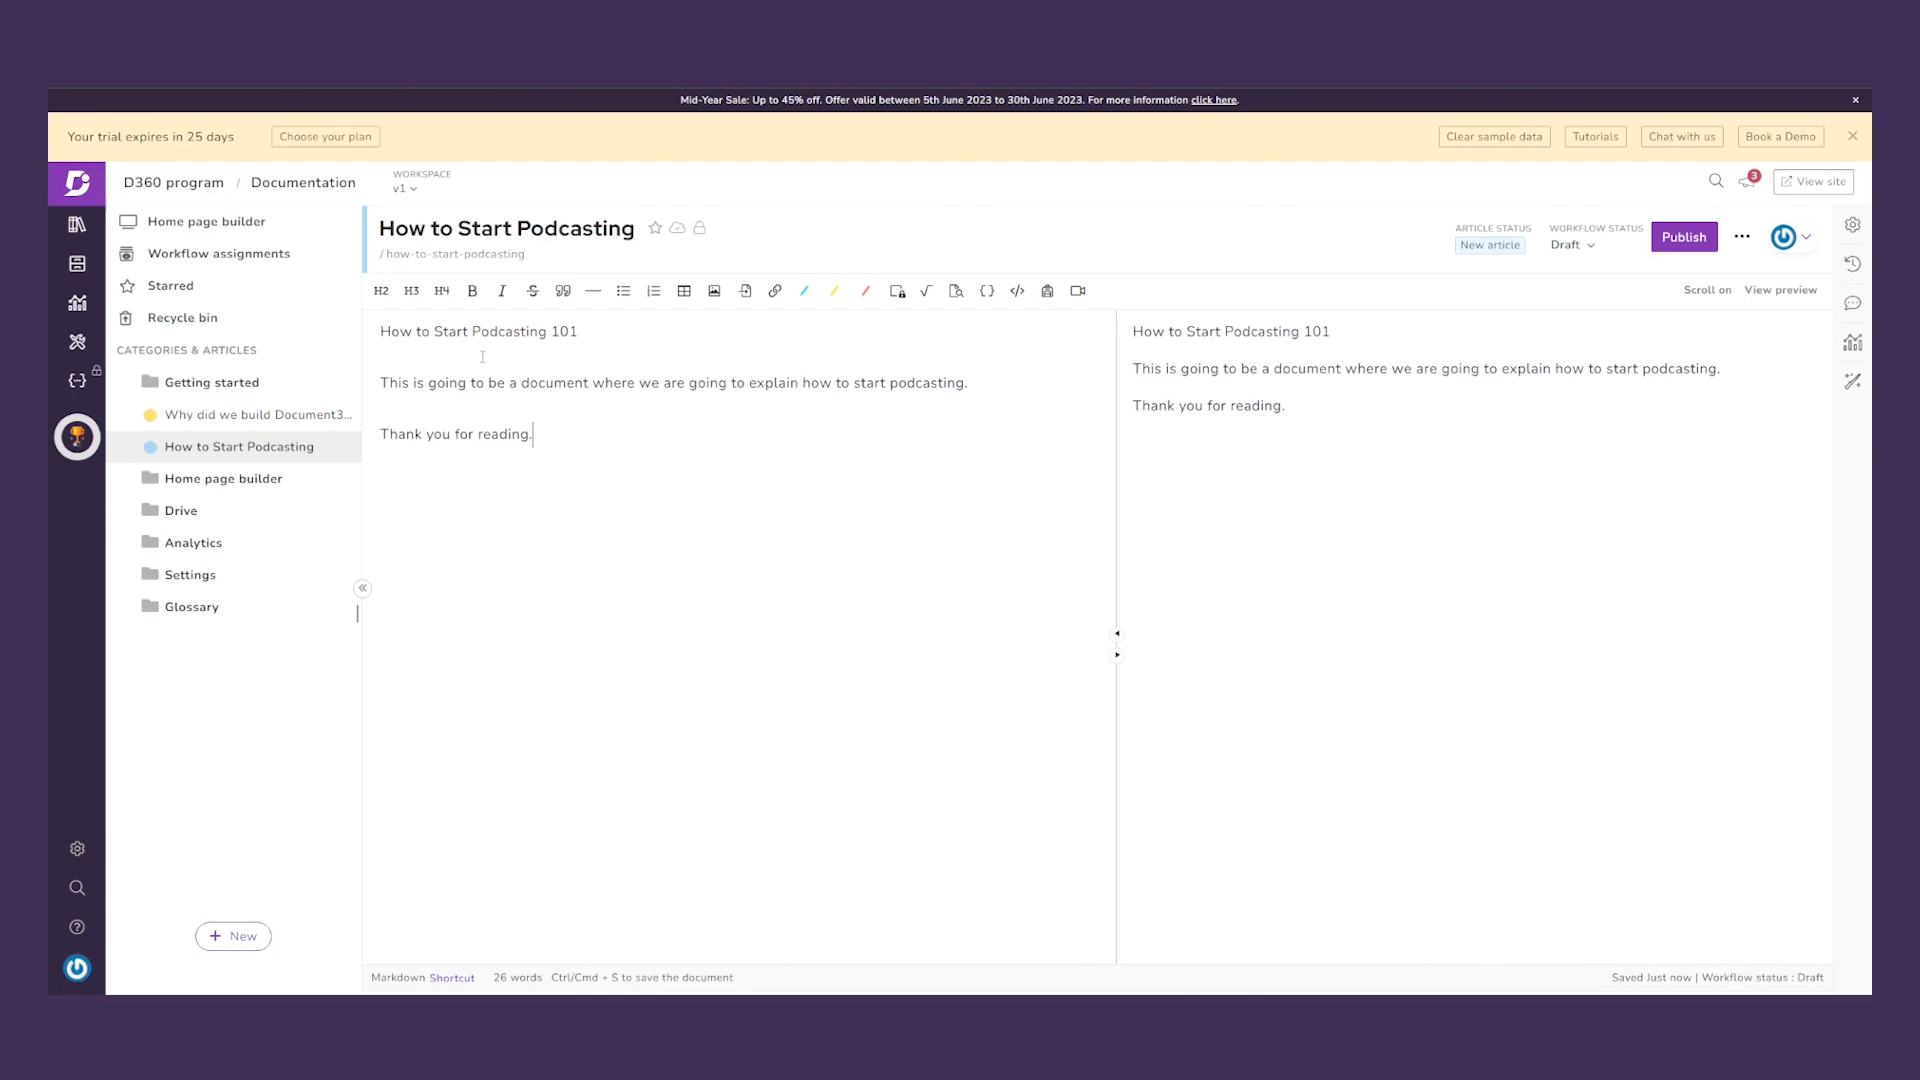 Mid-Year Sale: Up to 45% off. Offer valid between 5th June 2023 to 30th June 2023. For more information click here.
Your trial expires in 25 days
Choose your plan
Clear sample data
Tutorials
Chat with us
Book a Demo
D360 program / Documentation
WORKSPACE
v1
3
View site
Home page builder
Workflow assignments
Starred
Recycle bin
CATEGORIES & ARTICLES
Getting started
Why did we build Document3...
How to Start Podcasting
Home page builder
Drive
Analytics
Settings
Glossary
New
How to Start Podcasting
/ how-to-start-podcasting
ARTICLE STATUS
New article
WORKFLOW STATUS
Draft
Publish
H2 H3 H4 B I S
Scroll on
View preview
How to Start Podcasting 101
This is going to be a document where we are going to explain how to start podcasting.
Thank you for reading.
How to Start Podcasting 101
This is going to be a document where we are going to explain how to start podcasting.
Thank you for reading.
Markdown Shortcut 26 words Ctrl/Cmd + S to save the document
Saved Just now | Workflow status : Draft